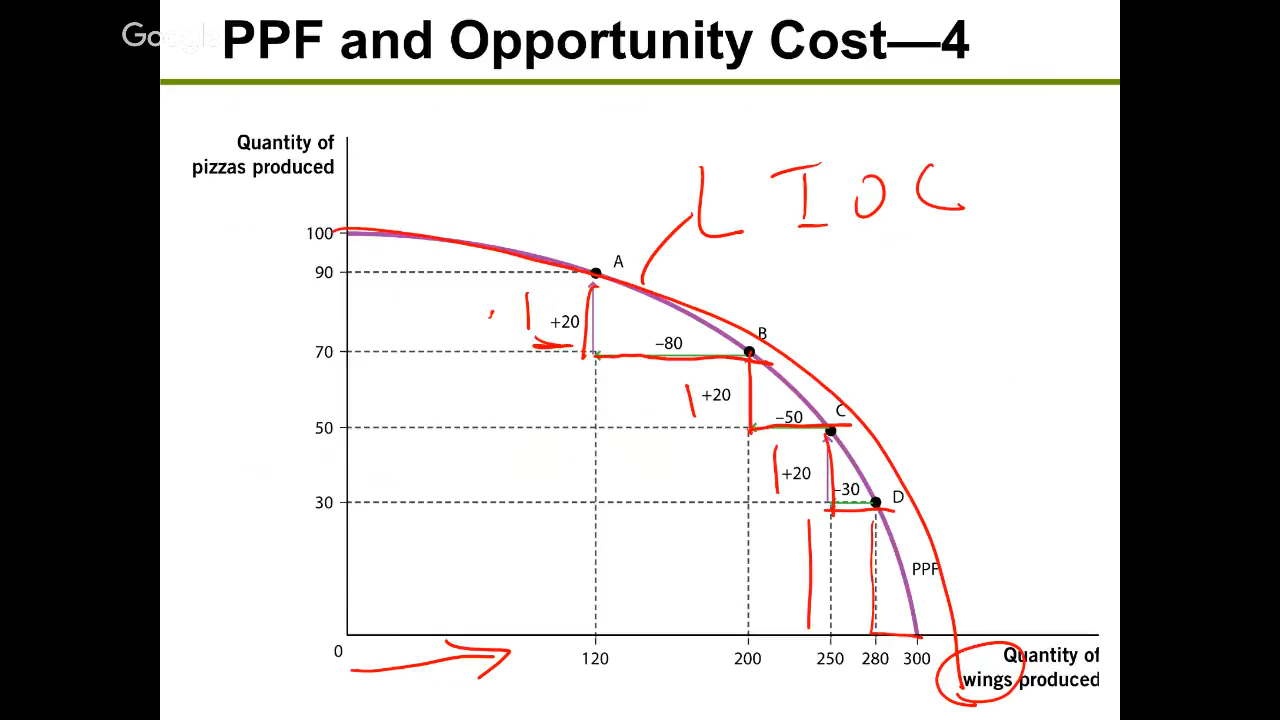 Google
PPF and Opportunity Cost—4
Quantity of
pizzas produced
L I O C
100
90
A
+20
B
70
–80
+20
C
50
–50
+20
–30
D
30
PPF
0
120
200
250
280
300
Quantity of
wings produced